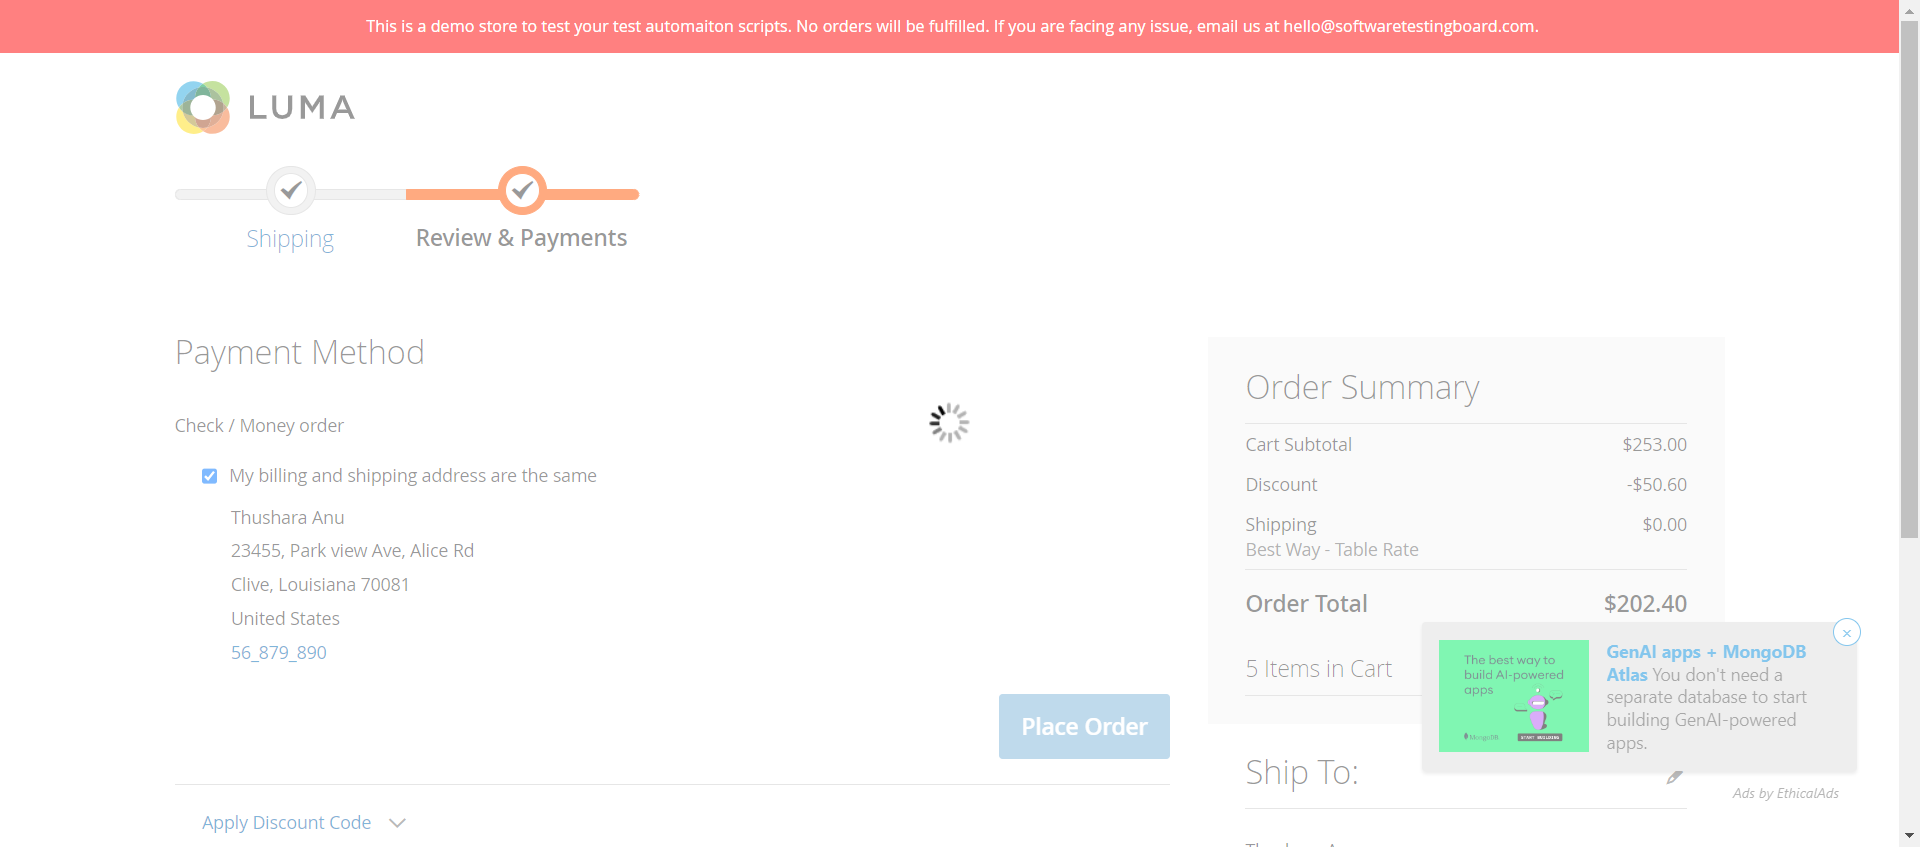 This is a demo store to test your test automaiton scripts. No orders will be fulfilled. If you are facing any issue, email us at hello@softwaretestingboard.com.
LUMA
Shipping
Review & Payments
Payment Method
Check / Money order
My billing and shipping address are the same
Thushara Anu
23455, Park view Ave, Alice Rd
Clive, Louisiana 70081
United States
56_879_890
Place Order
Apply Discount Code
Order Summary
Cart Subtotal $253.00
Discount -$50.60
Shipping $0.00
Best Way - Table Rate
Order Total $202.40
5 Items in Cart
Ship To:
The best way to
build AI-powered
apps
MongoDB
START BUILDING
GenAI apps + MongoDB
Atlas You don't need a
separate database to start
building GenAI-powered
apps.
Ads by EthicalAds